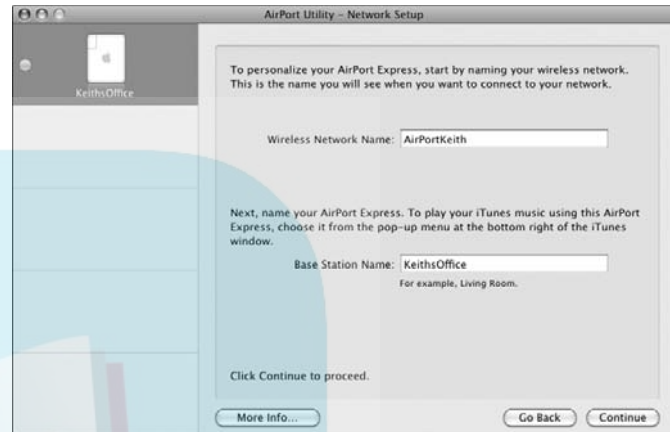 AirPort Utility – Network Setup
KeithsOffice
To personalize your AirPort Express, start by naming your wireless network.
This is the name you will see when you want to connect to your network.
Wireless Network Name: AirPortKeith
Next, name your AirPort Express. To play your iTunes music using this AirPort
Express, choose it from the pop-up menu at the bottom right of the iTunes
window.
Base Station Name: KeithsOffice
For example, Living Room.
Click Continue to proceed.
More Info... Go Back Continue